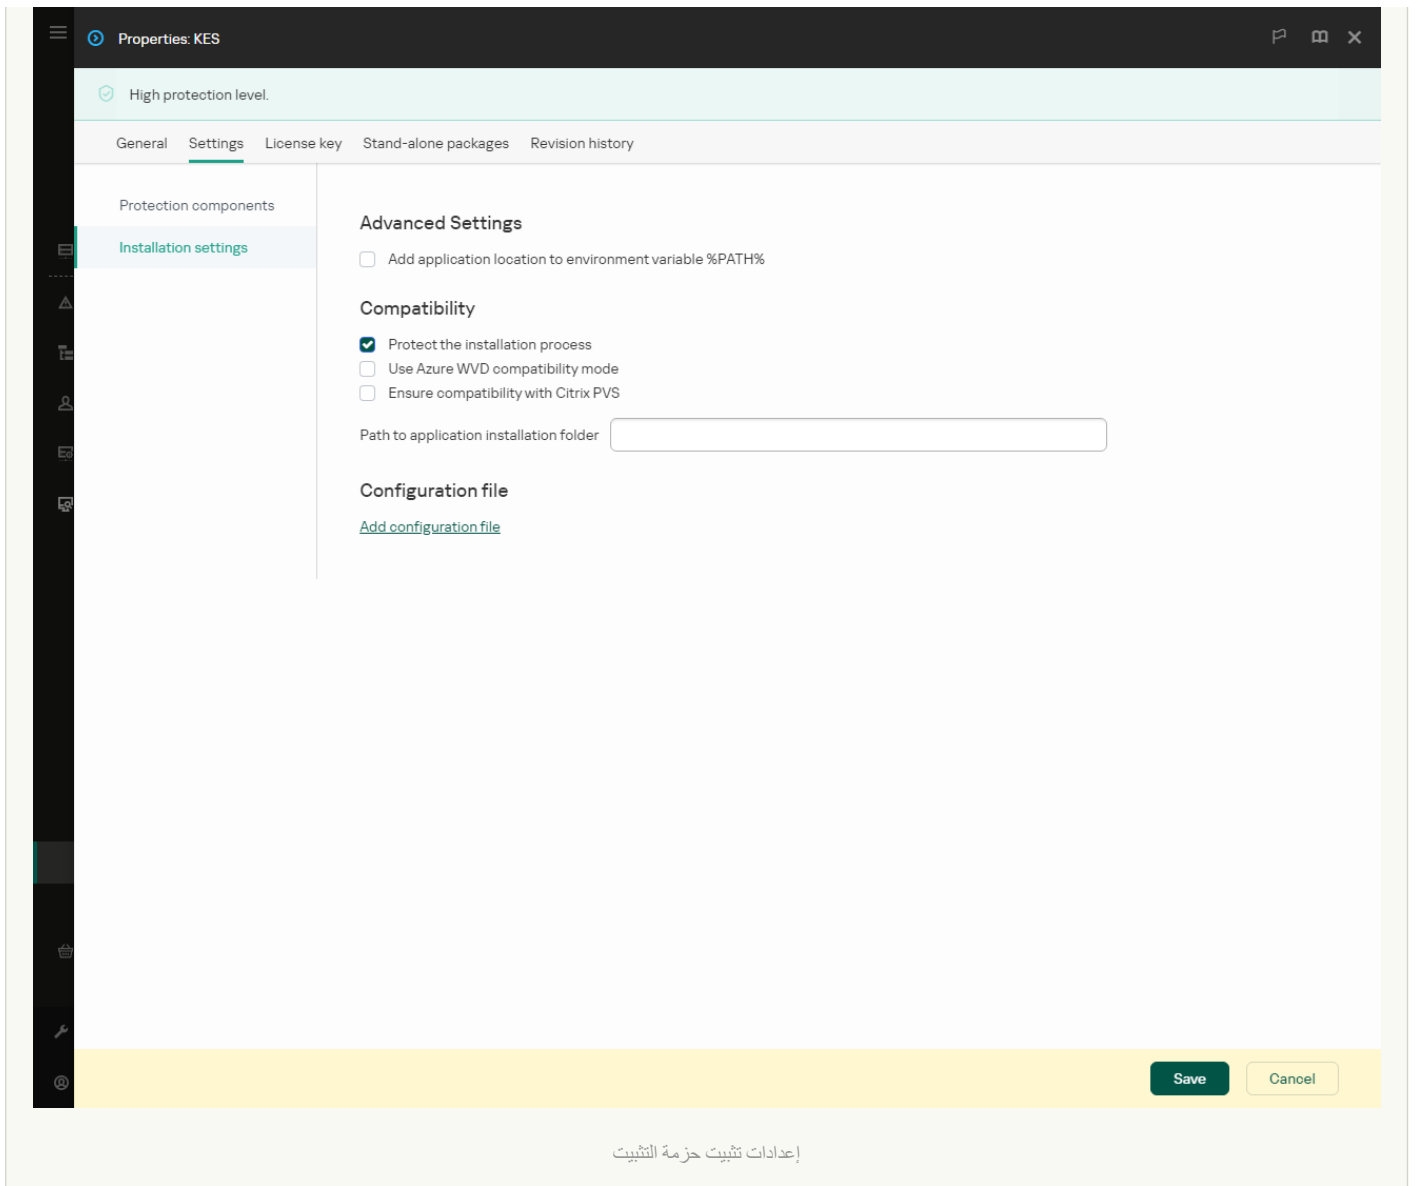 Properties: KES
High protection level.
General Settings License key Stand-alone packages Revision history
Protection components
Installation settings
Advanced Settings
Add application location to environment variable %PATH%
Compatibility
Protect the installation process
Use Azure WVD compatibility mode
Ensure compatibility with Citrix PVS
Path to application installation folder
Configuration file
Add configuration file
Save Cancel
إعدادات تثبيت حزمة التثبيت